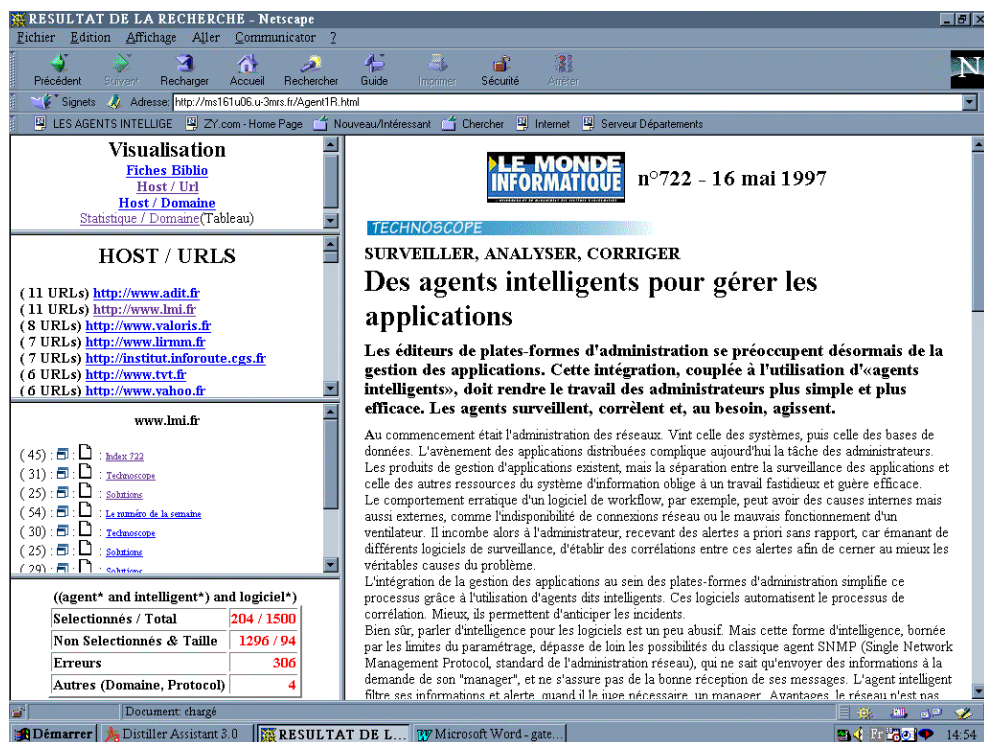 RESULTAT DE LA RECHERCHE - Netscape
Fichier Edition Affichage Aller Communicator ?
Précédent Suivant Recharger Accueil Rechercher Guide Imprimer Sécurité Arrêter
N
Signets Adresse: http://ms161u06.u-3mrs.fr/Agent1R.html
LES AGENTS INTELLIGE ZY.com - Home Page Nouveau/Intéressant Chercher Internet Serveur Départements
Visualisation
Fiches Biblio
Host / Url
Host / Domaine
Statistique / Domaine(Tableau)
HOST / URLS
( 11 URLs) http://www.adit.fr
( 11 URLs) http://www.lmi.fr
( 8 URLs) http://www.valoris.fr
( 7 URLs) http://www.lirmm.fr
( 7 URLs) http://institut.inforoute.cgs.fr
( 6 URLs) http://www.tvt.fr
( 6 URLs) http://www.yahoo.fr
www.lmi.fr
( 45) : : : Index 722
( 31) : : : Technoscope
( 25) : : : Solutions
( 54) : : : Le numéro de la semaine
( 30) : : : Technoscope
( 25) : : : Solutions
( 29) : : : Solutions
((agent* and intelligent*) and logiciel*)
Selectionnés / Total 204 / 1500
Non Selectionnés & Taille 1296 / 94
Erreurs 306
Autres (Domaine, Protocol) 4
LE MONDE
INFORMATIQUE
n°722 - 16 mai 1997
TECHNOSCOPE
SURVEILLER, ANALYSER, CORRIGER
Des agents intelligents pour gérer les
applications
Les éditeurs de plates-formes d'administration se préoccupent désormais de la
gestion des applications. Cette intégration, couplée à l'utilisation d'«agents
intelligents», doit rendre le travail des administrateurs plus simple et plus
efficace. Les agents surveillent, corrèlent et, au besoin, agissent.
Au commencement était l'administration des réseaux. Vint celle des systèmes, puis celle des bases de
données. L'avènement des applications distribuées complique aujourd'hui la tâche des administrateurs.
Les produits de gestion d'applications existent, mais la séparation entre la surveillance des applications et
celle des autres ressources du système d'information oblige à un travail fastidieux et guère efficace.
Le comportement erratique d'un logiciel de workflow, par exemple, peut avoir des causes internes mais
aussi externes, comme l'indisponibilité de connexions réseau ou le mauvais fonctionnement d'un
ventilateur. Il incombe alors à l'administrateur, recevant des alertes a priori sans rapport, car émanant de
différents logiciels de surveillance, d'établir des corrélations entre ces alertes afin de cerner au mieux les
véritables causes du problème.
L'intégration de la gestion des applications au sein des plates-formes d'administration simplifie ce
processus grâce à l'utilisation d'agents dits intelligents. Ces logiciels automatisent le processus de
corrélation. Mieux, ils permettent d'anticiper les incidents.
Bien sûr, parler d'intelligence pour les logiciels est un peu abusif. Mais cette forme d'intelligence, bornée
par les limites du paramétrage, dépasse de loin les possibilités du classique agent SNMP (Single Network
Management Protocol, standard de l'administration réseau), qui ne sait qu'envoyer des informations à la
demande de son "manager", et ne s'assure pas de la bonne réception de ses messages. L'agent intelligent
filtre ses informations et alerte, quand il le juge nécessaire, un manager. Avantages, le réseau n'est pas
Document: chargé
Démarrer Distiller Assistant 3.0 RESULTAT DE L... Microsoft Word - gate... Fr 14:54